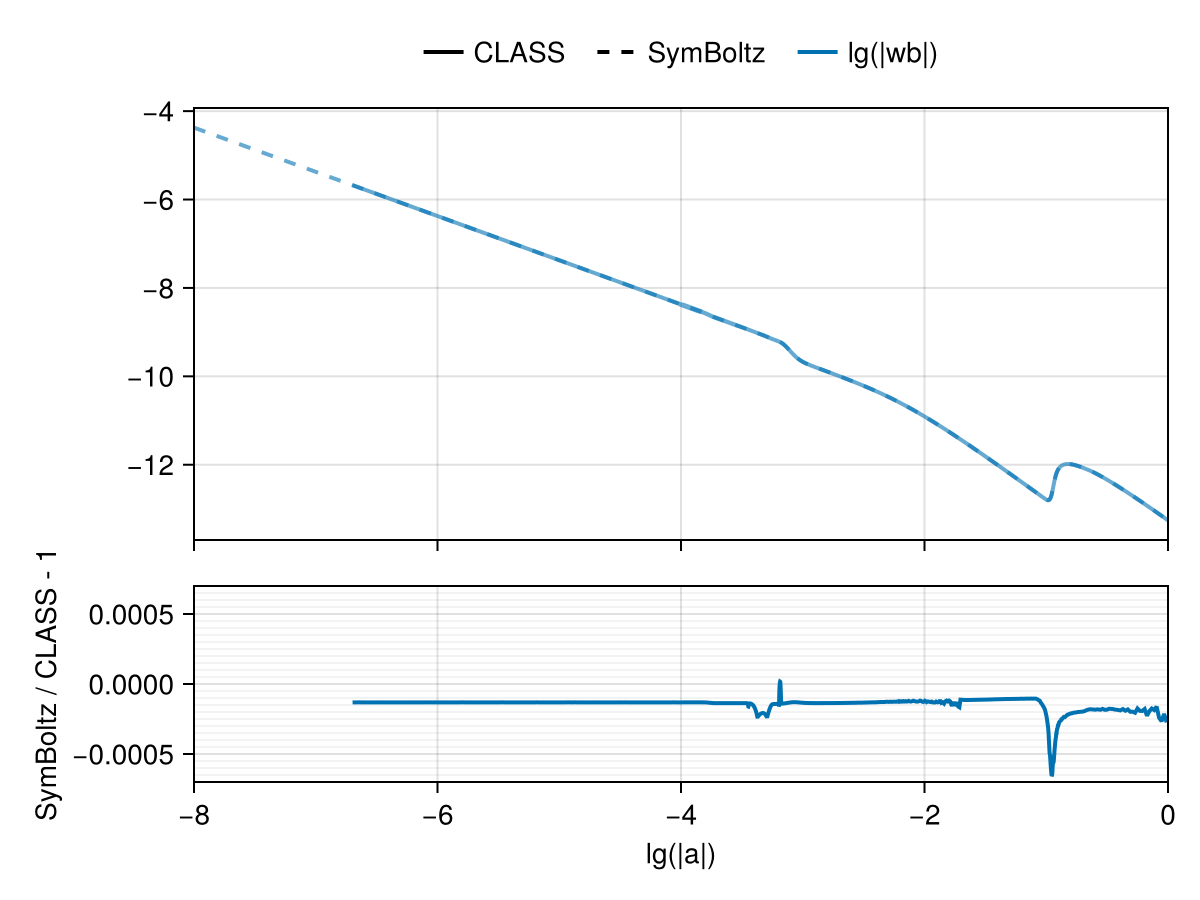 CLASS SymBoltz lg(|wb|)
−4
−6
−8
−10
−12
SymBoltz / CLASS - 1
0.0005
0.0000
−0.0005
−8 −6 −4 −2 0
lg(|a|)